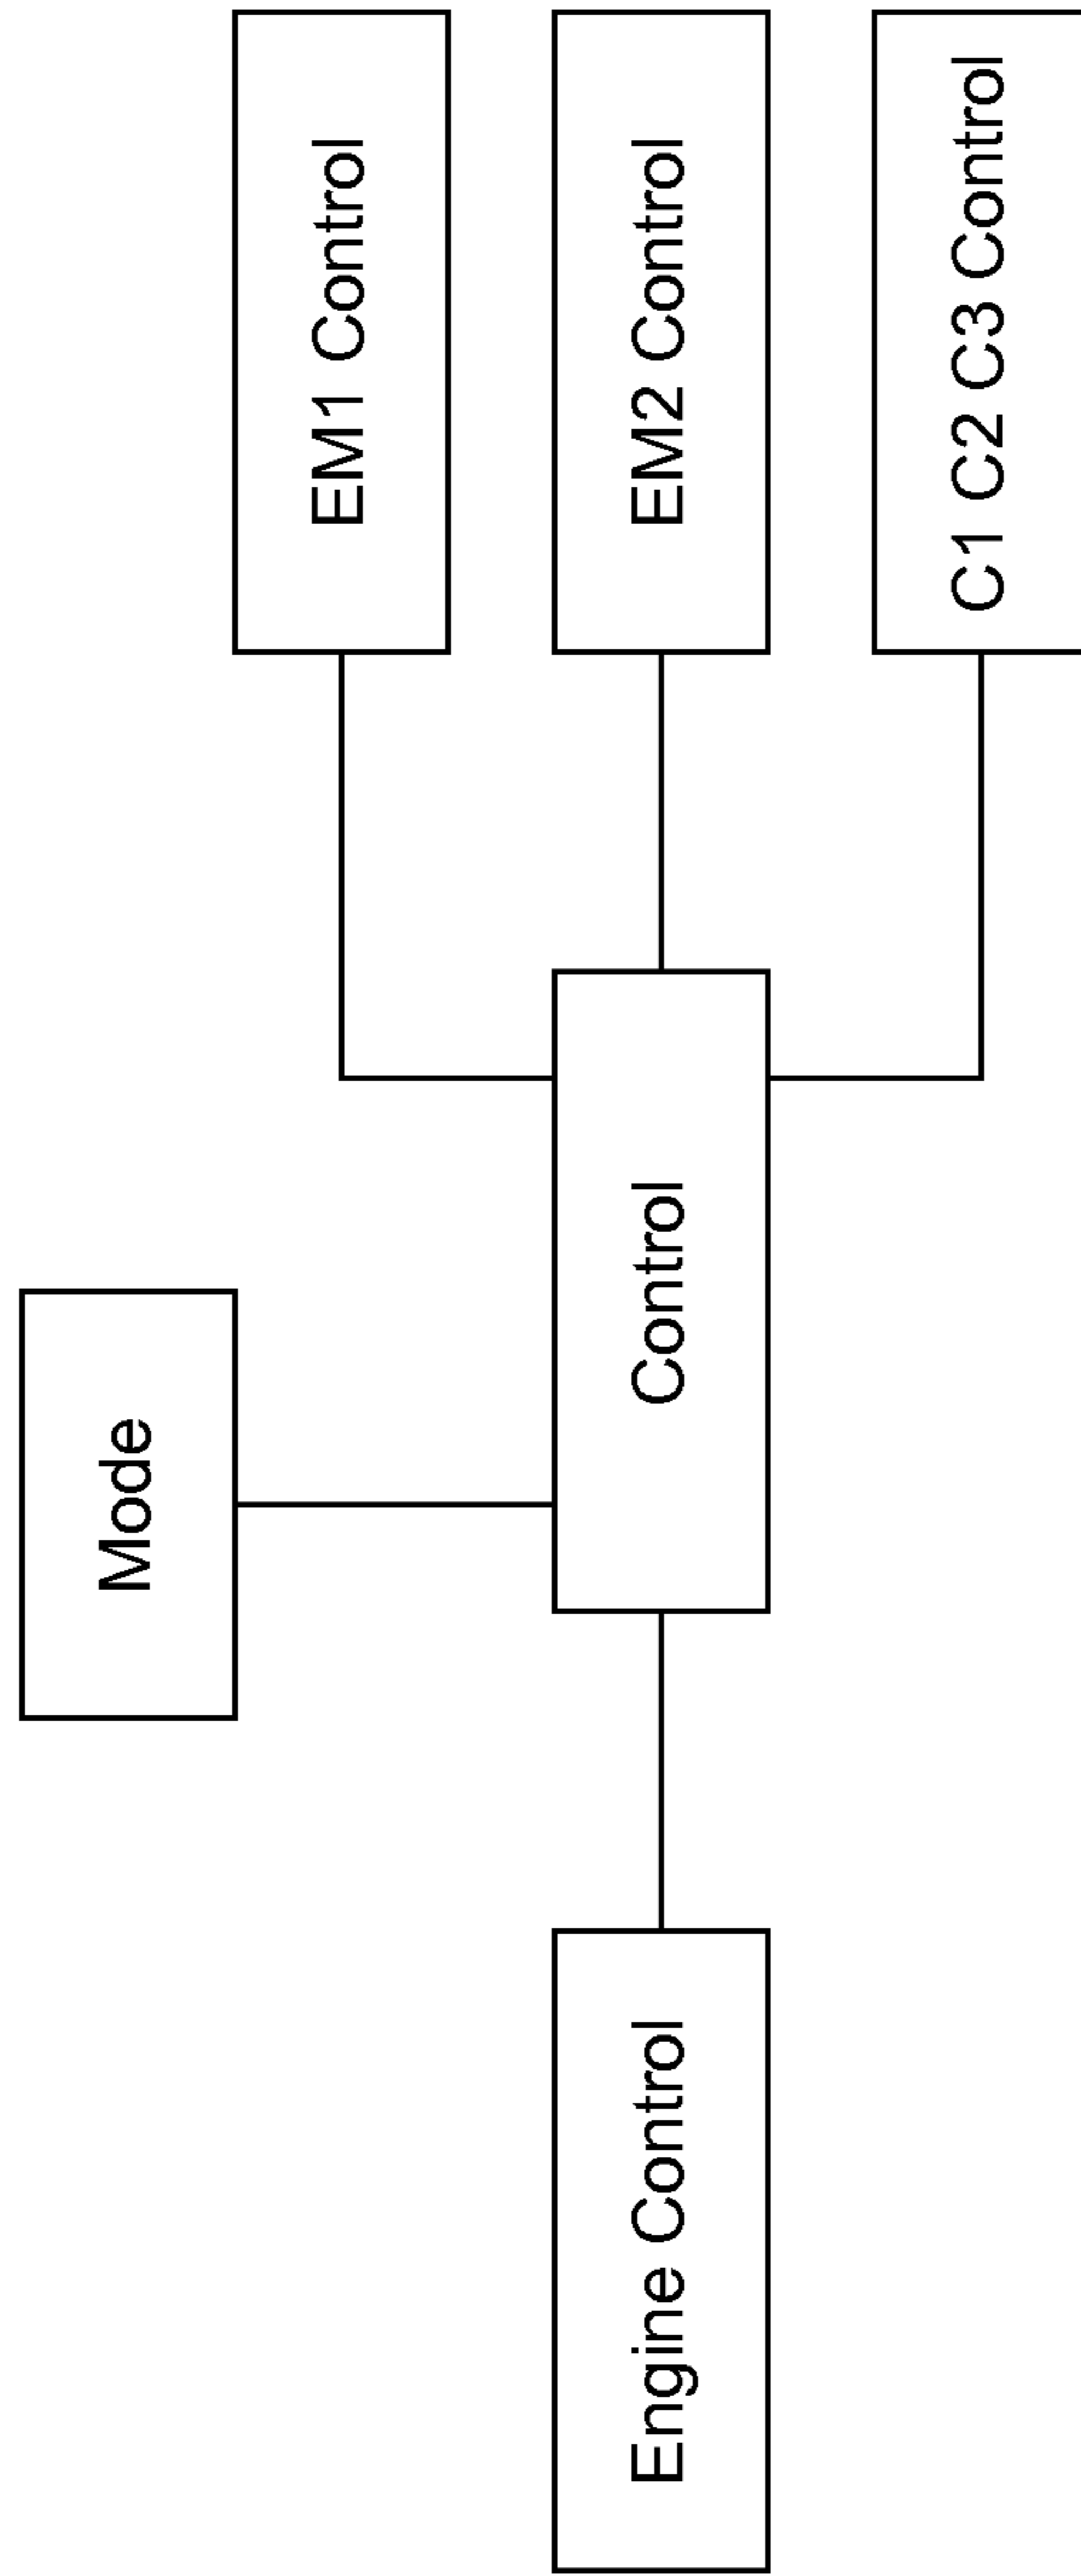 Mode
EM1 Control
Engine Control
Control
EM2 Control
C1 C2 C3 Control